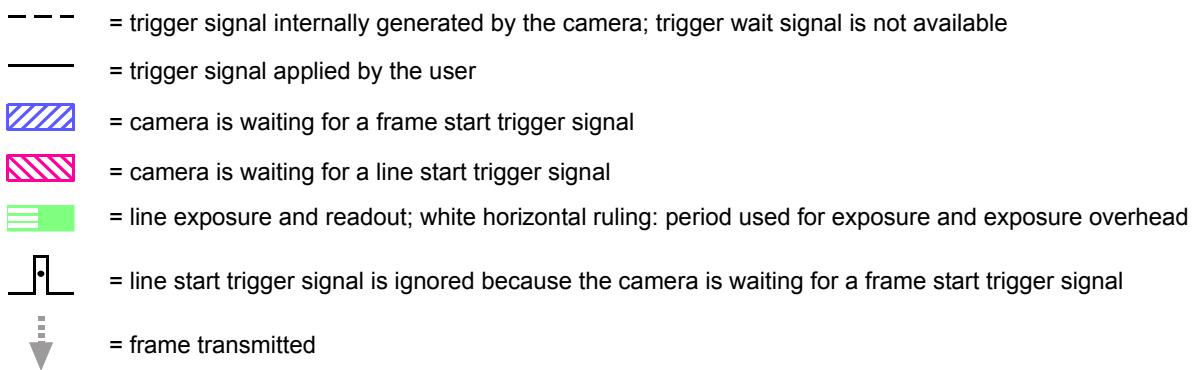 = trigger signal internally generated by the camera; trigger wait signal is not available
= trigger signal applied by the user
= camera is waiting for a frame start trigger signal
= camera is waiting for a line start trigger signal
= line exposure and readout; white horizontal ruling: period used for exposure and exposure overhead
= line start trigger signal is ignored because the camera is waiting for a frame start trigger signal
= frame transmitted